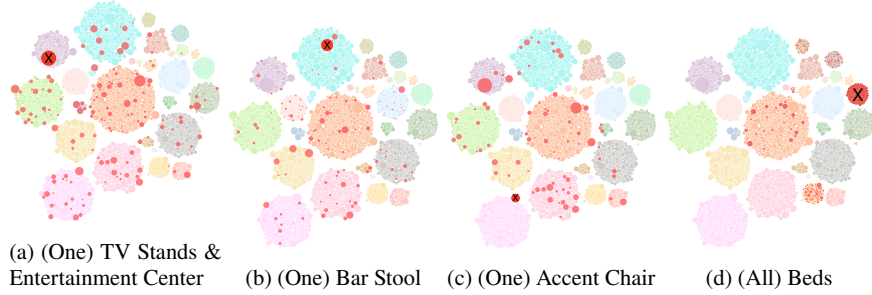 X
X
X
X
(a) (One) TV Stands &
Entertainment Center
(b) (One) Bar Stool
(c) (One) Accent Chair
(d) (All) Beds